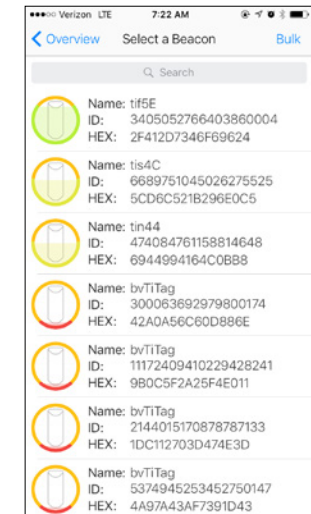 Verizon LTE 7:22 AM
Overview Select a Beacon Bulk
Search
Name: tif5E
ID: 3405052766403860004
HEX: 2F412D7346F69624
Name: tis4C
ID: 6689751045026275525
HEX: 5CD6C521B296E0C5
Name: tin44
ID: 474084761158814648
HEX: 6944994164C0BB8
Name: bvTiTag
ID: 300063692979800174
HEX: 42A0A56C60D886E
Name: bvTiTag
ID: 11172409410229428241
HEX: 9B0C5F2A25F4E011
Name: bvTiTag
ID: 2144015170878787133
HEX: 1DC112703D474E3D
Name: bvTiTag
ID: 5374945253452750147
HEX: 4A97A43AF7391D43